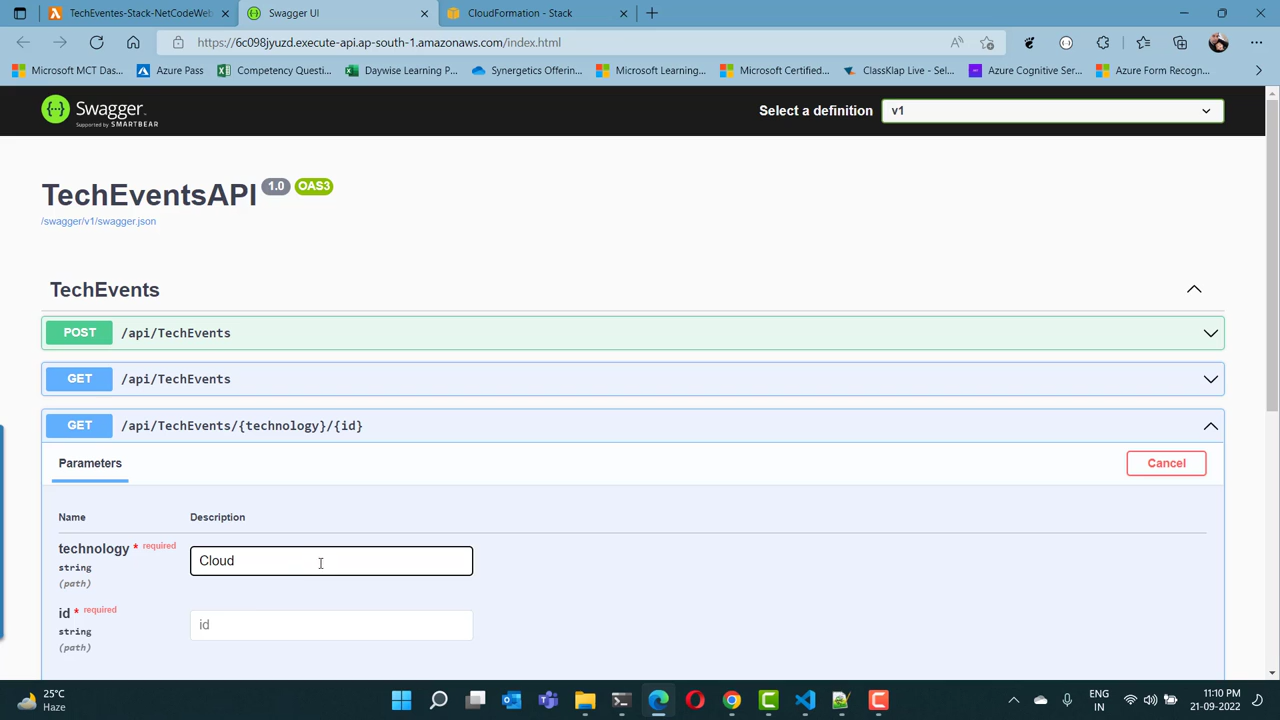 TechEventes-Stack-NetCodeWeb
Swagger UI
CloudFormation - Stack
https://6c098jyuzd.execute-api.ap-south-1.amazonaws.com/index.html
Microsoft MCT Das...
Azure Pass
Competency Questi...
Daywise Learning P...
Synergetics Offerin...
Microsoft Learning...
Microsoft Certified...
ClassKlap Live - Sel...
Azure Cognitive Ser...
Azure Form Recogn...
Swagger
Supported by SMARTBEAR
Select a definition
v1
TechEventsAPI 1.0 OAS3
/swagger/v1/swagger.json
TechEvents
POST /api/TechEvents
GET /api/TechEvents
GET /api/TechEvents/{technology}/{id}
Parameters
Cancel
Name Description
technology * required
string
(path)
Cloud
id * required
string
(path)
id
25°C
Haze
ENG
IN
11:10 PM
21-09-2022